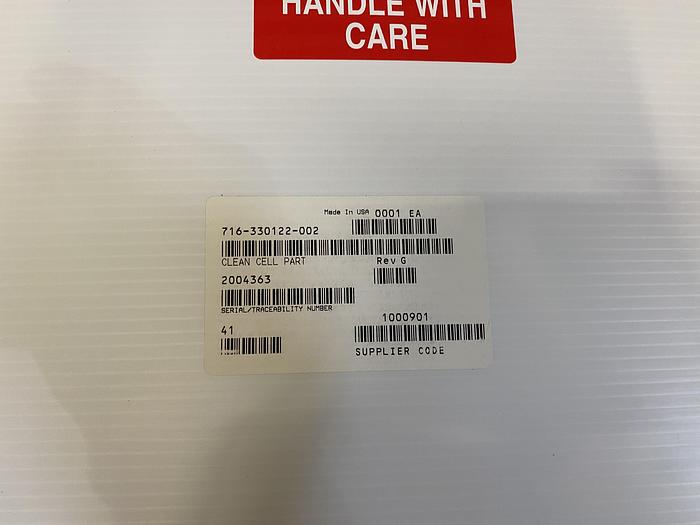 HANDLE WITH
CARE
Made In USA 0001 EA
716-330122-002
CLEAN CELL PART Rev G
2004363
SERIAL/TRACEABILITY NUMBER
41 1000901
SUPPLIER CODE